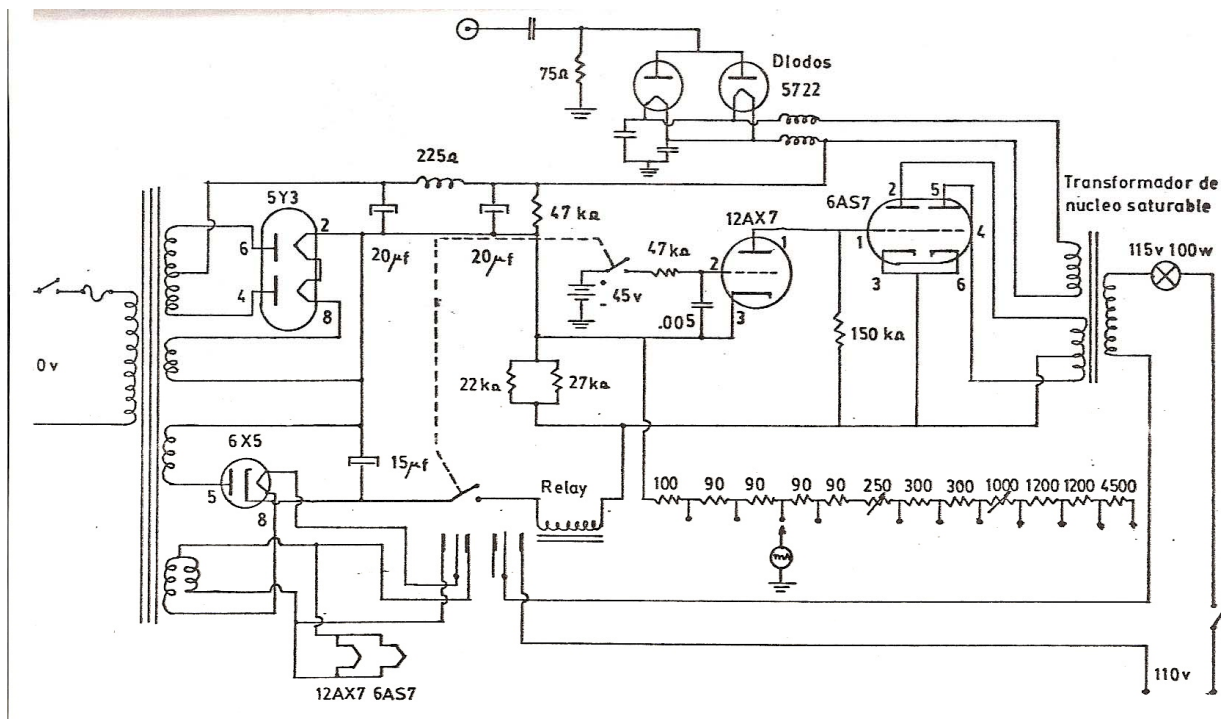 75Ω
Diodos
5722
225Ω
5Y3
2
6
4
8
20µf
20µf
47 kΩ
47kΩ
45v
+
-
.005
12AX7
1
2
3
6AS7
2
5
1
4
3
6
Transformador de
núcleo saturable
115v 100w
150 kΩ
22kΩ
27kΩ
0v
6X5
5
8
15µf
Relay
100
90
90
90
90
250
300
300
1000
1200
1200
4500
mA
12AX7 6AS7
110v